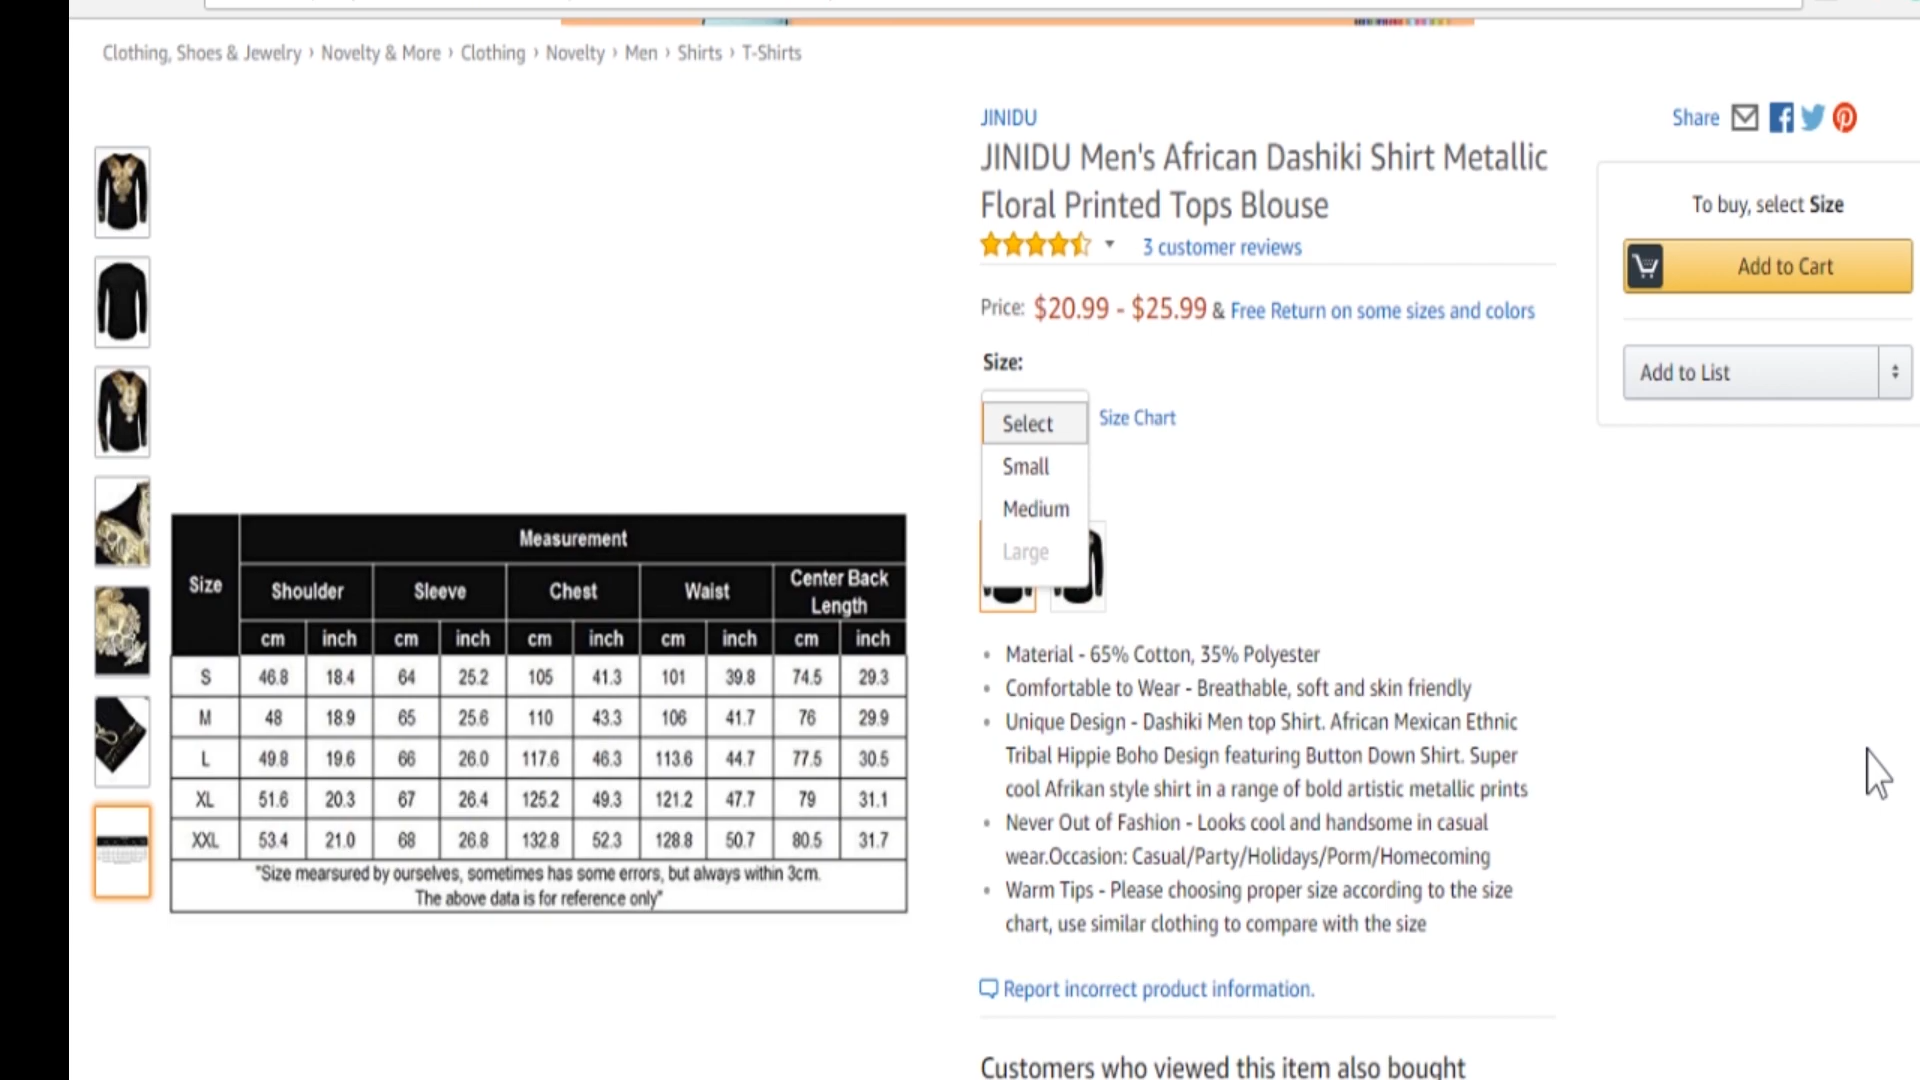 Clothing, Shoes & Jewelry › Novelty & More › Clothing › Novelty › Men › Shirts › T-Shirts
JINIDU
JINIDU Men's African Dashiki Shirt Metallic
Floral Printed Tops Blouse
3 customer reviews
Price: $20.99 - $25.99 & Free Return on some sizes and colors
Size:
Select
Size Chart
Small
Medium
Large
Material - 65% Cotton, 35% Polyester
Comfortable to Wear - Breathable, soft and skin friendly
Unique Design - Dashiki Men top Shirt. African Mexican Ethnic
Tribal Hippie Boho Design featuring Button Down Shirt. Super
cool Afrikan style shirt in a range of bold artistic metallic prints
Never Out of Fashion - Looks cool and handsome in casual
wear.Occasion: Casual/Party/Holidays/Porm/Homecoming
Warm Tips - Please choosing proper size according to the size
chart, use similar clothing to compare with the size
Report incorrect product information.
Customers who viewed this item also bought
Share
To buy, select Size
Add to Cart
Add to List
Measurement
Size Shoulder Sleeve Chest Waist Center Back
Length
cm inch cm inch cm inch cm inch cm inch
S 46.8 18.4 64 25.2 105 41.3 101 39.8 74.5 29.3
M 48 18.9 65 25.6 110 43.3 106 41.7 76 29.9
L 49.8 19.6 66 26.0 117.6 46.3 113.6 44.7 77.5 30.5
XL 51.6 20.3 67 26.4 125.2 49.3 121.2 47.7 79 31.1
XXL 53.4 21.0 68 26.8 132.8 52.3 128.8 50.7 80.5 31.7
"Size mearsured by ourselves, sometimes has some errors, but always within 3cm.
The above data is for reference only"